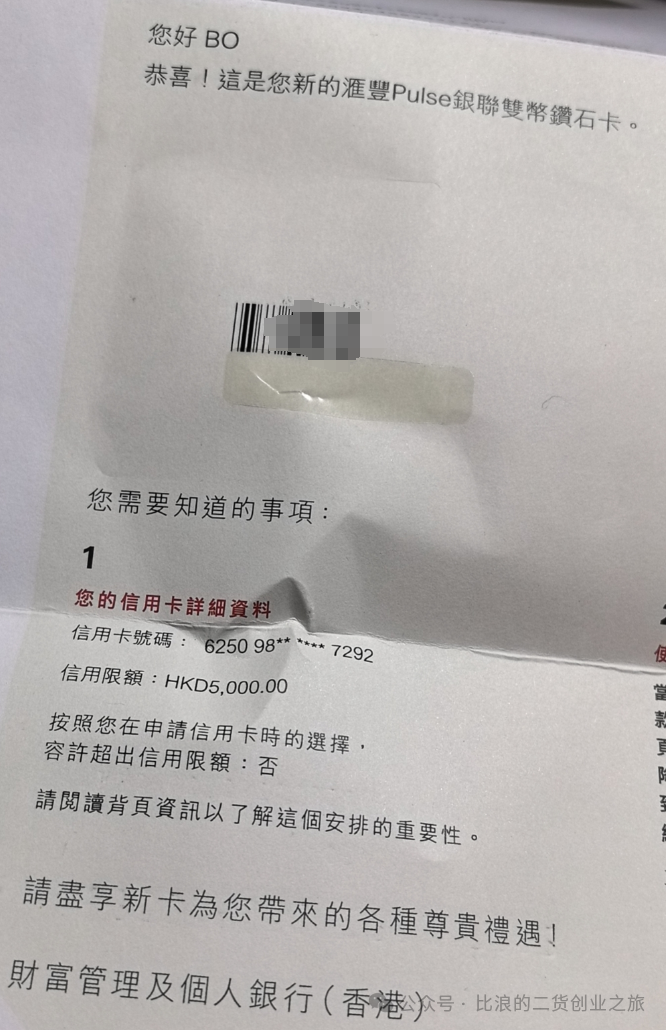 您好 BO
恭喜！這是您新的滙豐Pulse銀聯雙幣鑽石卡。
您需要知道的事項：
1
您的信用卡詳細資料
信用卡號碼： 6250 98** **** 7292
信用限額：HKD5,000.00
按照您在申請信用卡時的選擇，
容許超出信用限額：否
請閱讀背頁資訊以了解這個安排的重要性。
請盡享新卡為您帶來的各種尊貴禮遇！
財富管理及個人銀行（香港）
公众号 · 比浪的二货创业之旅